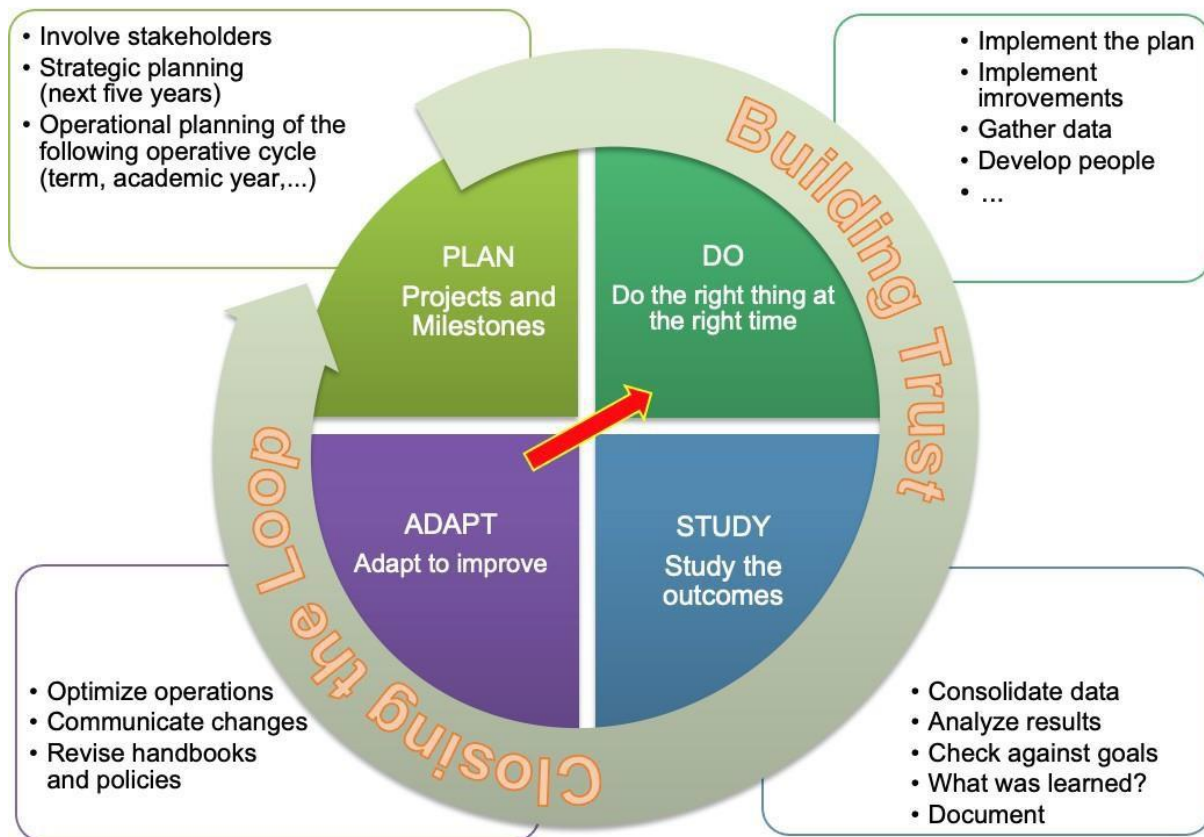 • Involve stakeholders
• Strategic planning
(next five years)
• Operational planning of the
following operative cycle
(term, academic year,...)
• Implement the plan
• Implement
imrovements
• Gather data
• Develop people
• ...
Building Trust
PLAN
Projects and
Milestones
DO
Do the right thing at
the right time
ADAPT
Adapt to improve
STUDY
Study the
outcomes
Closing the Loop
• Optimize operations
• Communicate changes
• Revise handbooks
and policies
• Consolidate data
• Analyze results
• Check against goals
• What was learned?
• Document